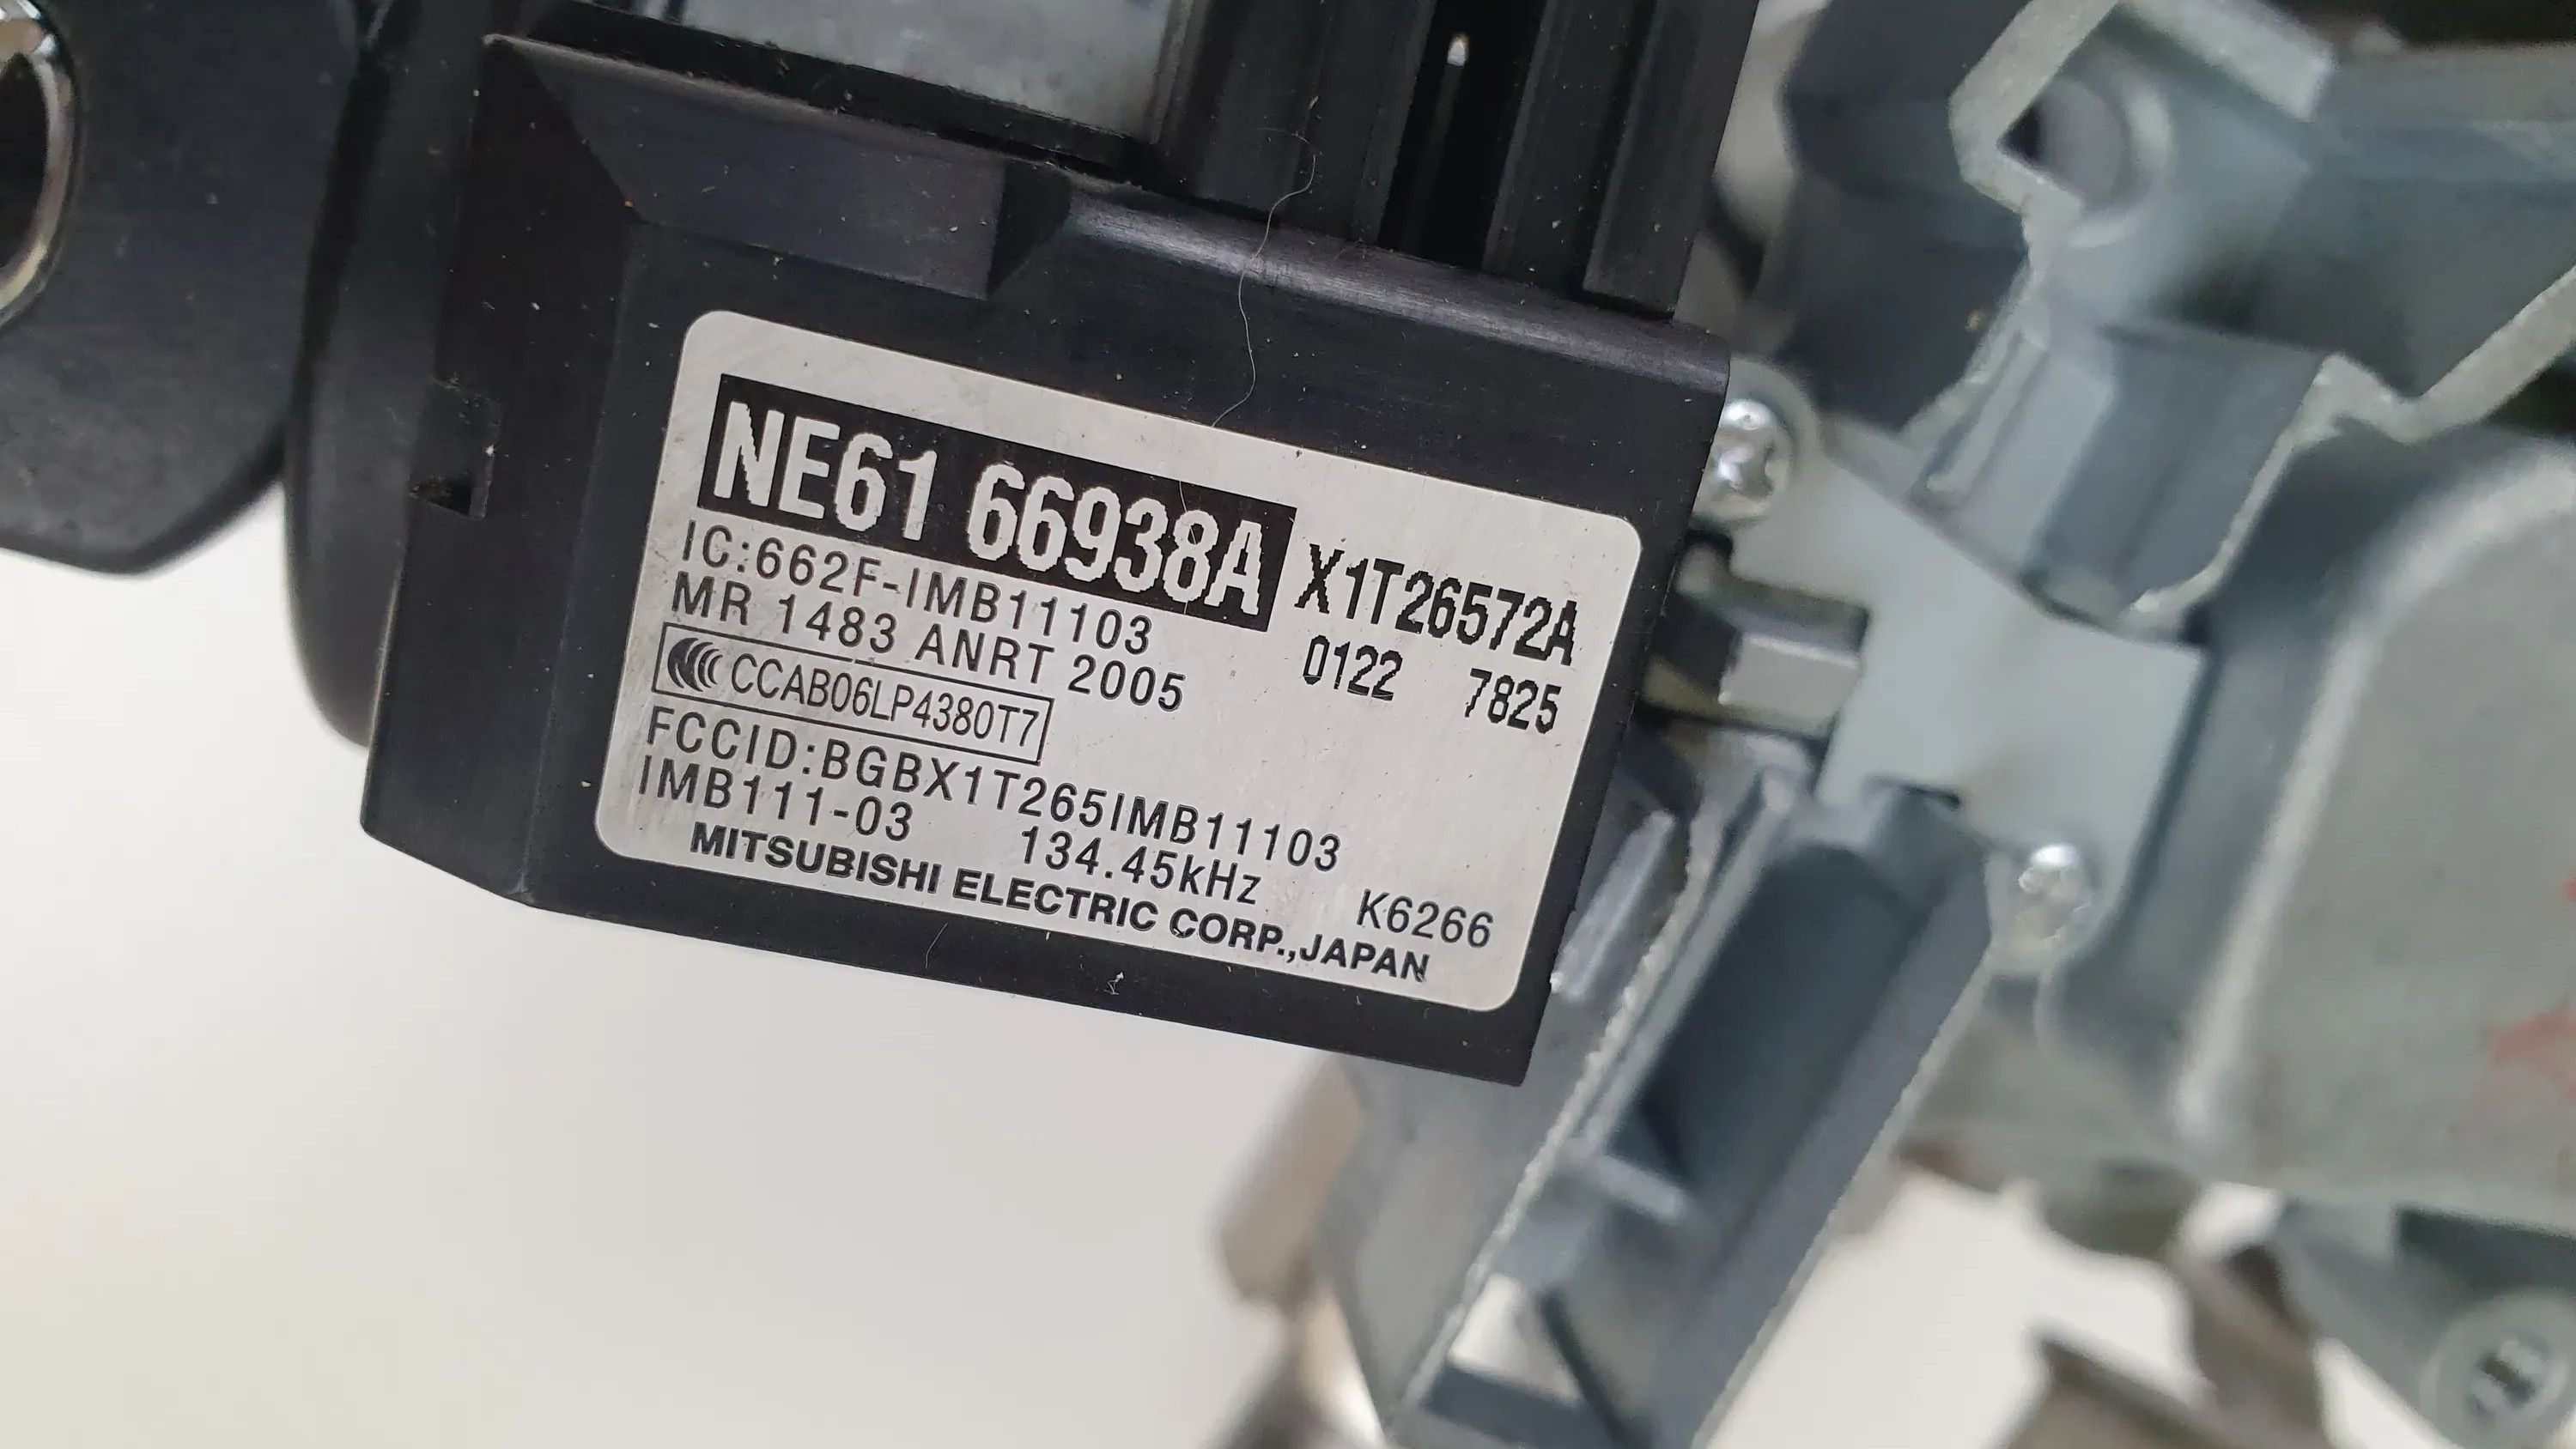 NE61 66938A X1T26572A
IC:662F-IMB11103 0122 7825
MR 1483 ANRT 2005
CCAB06LP4380T7
FCCID:BGBX1T265IMB11103
IMB111-03 134.45kHz K6266
MITSUBISHI ELECTRIC CORP.,JAPAN